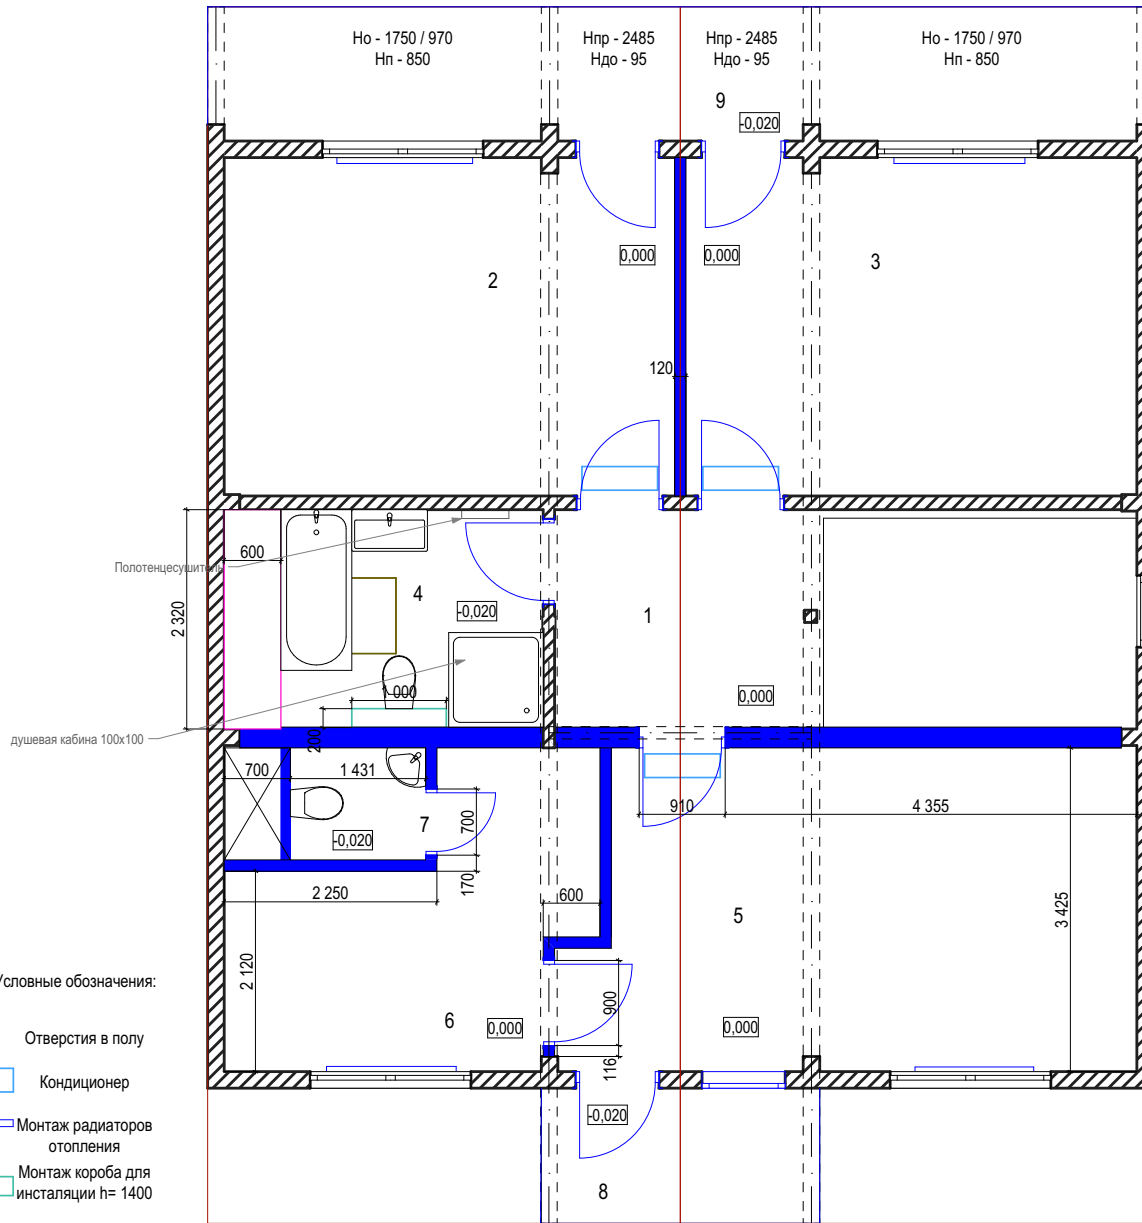 Но - 1750 / 970
Нп - 850
Нпр - 2485
Ндо - 95
Нпр - 2485
Ндо - 95
Но - 1750 / 970
Нп - 850
9
-0,020
0,000
0,000
2
3
120
600
Полотенцесушитель
4
-0,020
2 320
1
1 000
0,000
200
душевая кабина 100x100
700
1 431
7
-0,020
700
170
910
4 355
2 250
600
5
3 425
2 120
900
6
0,000
0,000
116
-0,020
8
Условные обозначения:
Отверстия в полу
Кондиционер
Монтаж радиаторов
отопления
Монтаж короба для
инсталяции h= 1400